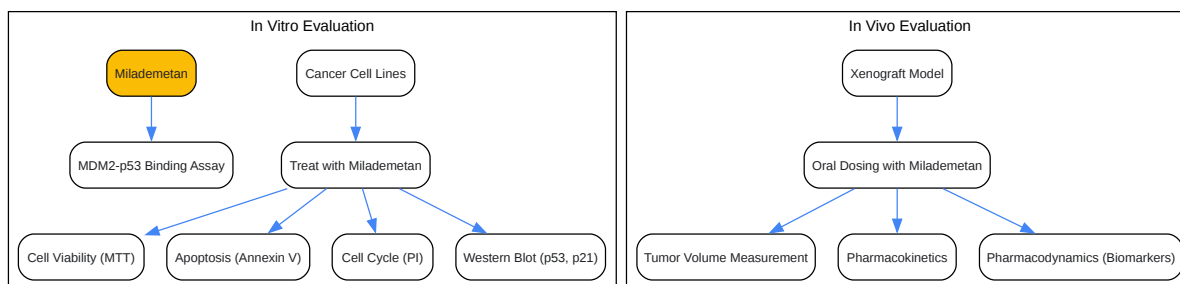 In Vitro Evaluation
In Vivo Evaluation
Milademetan
Cancer Cell Lines
Xenograft Model
MDM2-p53 Binding Assay
Treat with Milademetan
Oral Dosing with Milademetan
Cell Viability (MTT)
Apoptosis (Annexin V)
Cell Cycle (PI)
Western Blot (p53, p21)
Tumor Volume Measurement
Pharmacokinetics
Pharmacodynamics (Biomarkers)